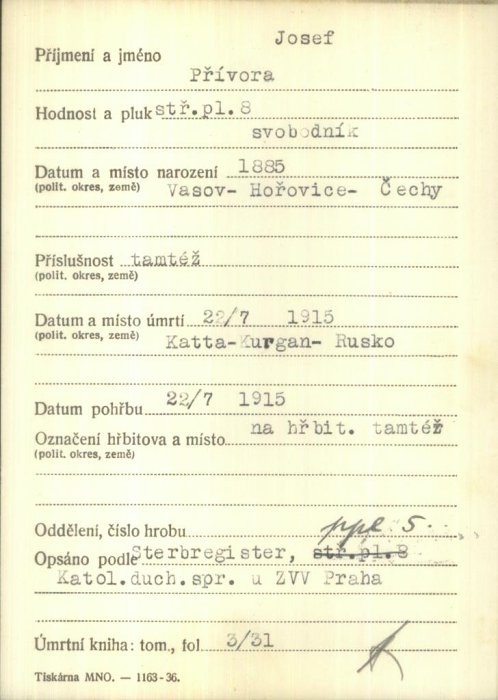 Josef
Příjmení a jméno
Přívora
Hodnost a pluk stř.pl.8
svobodník
Datum a místo narození 1885
(polit. okres, země) Vasov- Hořovice- Čechy
Příslušnost tamtéž
(polit. okres, země)
Datum a místo úmrtí 22/7 1915
(polit. okres, země) Katta-Kurgan- Rusko
Datum pohřbu 22/7 1915
Označení hřbitova a místo na hřbit. tamtéž
(polit. okres, země)
Oddělení, číslo hrobu ppl 5.
Opsáno podle Sterbregister, stř.pl.8
Katol.duch.spr. u ZVV Praha
Úmrtní kniha: tom., fol 3/31
Tiskárna MNO. — 1163-36.